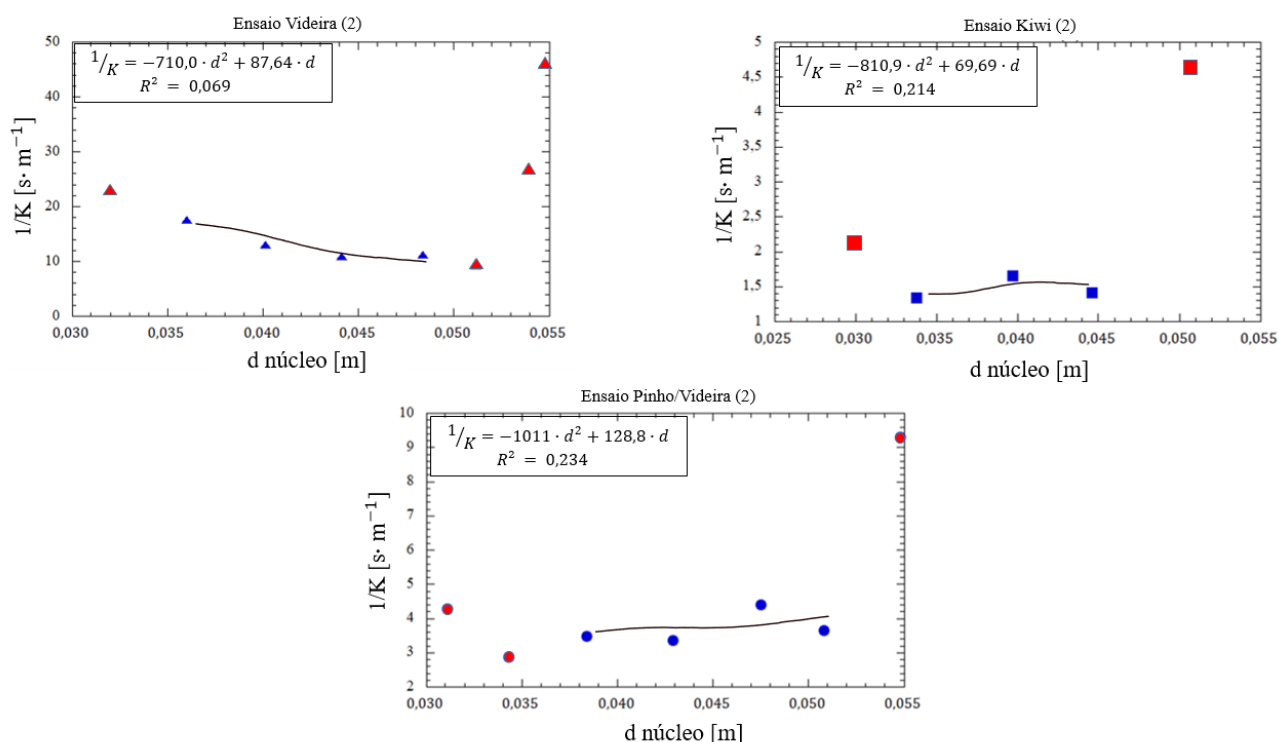 Ensaio Videira (2)
1/K = −710,0 · d² + 87,64 · d
R² = 0,069
1/K [s· m⁻¹]
50
40
30
20
10
0
0,030
0,035
0,040
0,045
0,050
0,055
d núcleo [m]
Ensaio Kiwi (2)
1/K = −810,9 · d² + 69,69 · d
R² = 0,214
1/K [s· m⁻¹]
5
4,5
4
3,5
3
2,5
2
1,5
1
0,025
0,030
0,035
0,040
0,045
0,050
0,055
d núcleo [m]
Ensaio Pinho/Videira (2)
1/K = −1011 · d² + 128,8 · d
R² = 0,234
1/K [s· m⁻¹]
10
9
8
7
6
5
4
3
2
0,030
0,035
0,040
0,045
0,050
0,055
d núcleo [m]